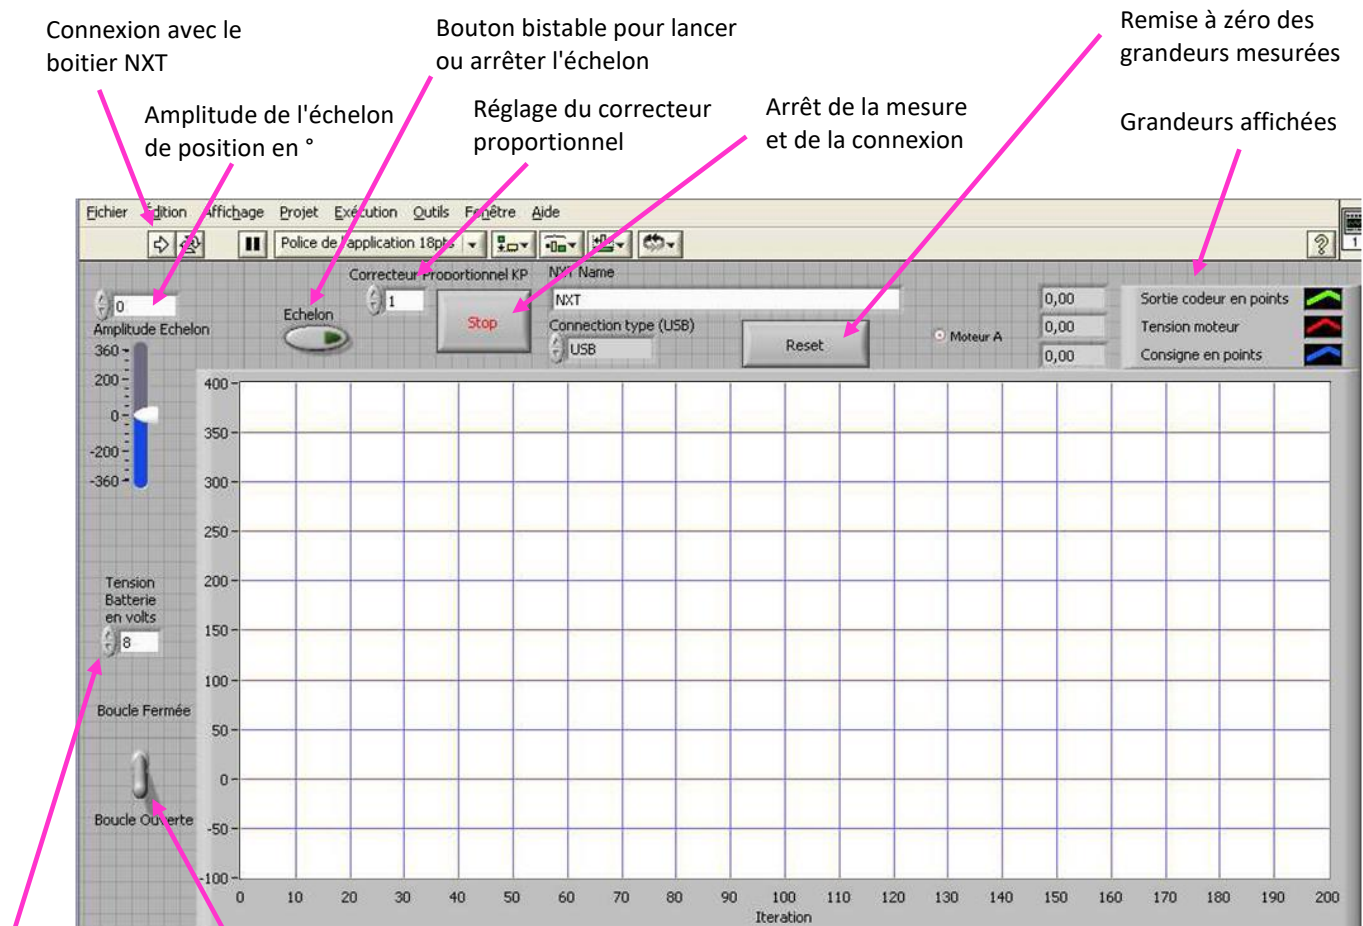 Connexion avec le
boitier NXT
Bouton bistable pour lancer
ou arrêter l'échelon
Remise à zéro des
grandeurs mesurées
Amplitude de l'échelon
de position en °
Réglage du correcteur
proportionnel
Arrêt de la mesure
et de la connexion
Grandeurs affichées
Fichier Édition Affichage Projet Exécution Outils Fenêtre Aide
Police de l'application 18pts
1
Correcteur Proportionnel KP
NXT Name
0
Amplitude Echelon
Echelon
1
Stop
NXT
Connection type (USB)
USB
Reset
Moteur A
0,00
0,00
0,00
Sortie codeur en points
Tension moteur
Consigne en points
360
200
0
-200
-360
Tension
Batterie
en volts
8
Boucle Fermée
Boucle Ouverte
400
350
300
250
200
150
100
50
0
-50
-100
0 10 20 30 40 50 60 70 80 90 100 110 120 130 140 150 160 170 180 190 200
Iteration